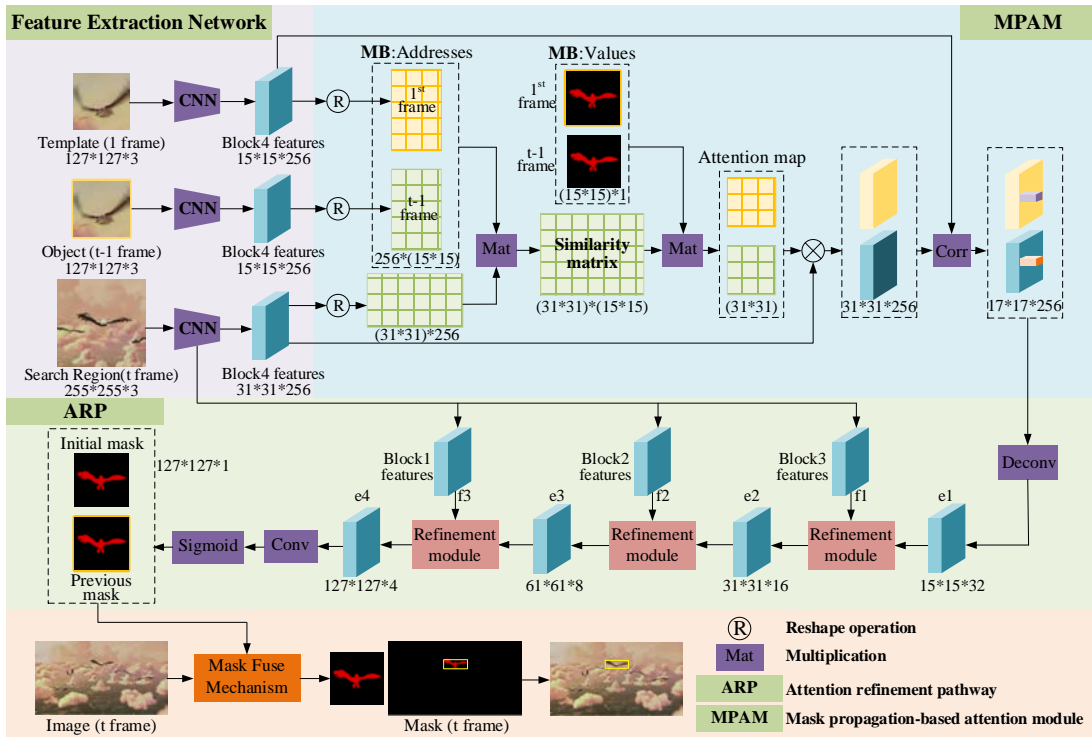 Feature Extraction Network
MPAM
MB:Addresses
MB:Values
1st
frame
t-1
frame
CNN
Template (1 frame)
127*127*3
Block4 features
15*15*256
R
1st
frame
CNN
Object (t-1 frame)
127*127*3
Block4 features
15*15*256
R
t-1
frame
256*(15*15)
(15*15)*1
Mat
Similarity
matrix
(31*31)*(15*15)
Mat
Attention map
(31*31)
31*31*256
Corr
17*17*256
CNN
Search Region(t frame)
255*255*3
Block4 features
31*31*256
R
(31*31)*256
ARP
Initial mask
127*127*1
Previous
mask
Sigmoid
Conv
e4
127*127*4
Block1
features
f3
Refinement
module
e3
61*61*8
Block2
features
f2
Refinement
module
e2
31*31*16
Block3
features
f1
Refinement
module
e1
15*15*32
Deconv
Image (t frame)
Mask Fuse
Mechanism
Mask (t frame)
R Reshape operation
Mat Multiplication
ARP Attention refinement pathway
MPAM Mask propagation-based attention module